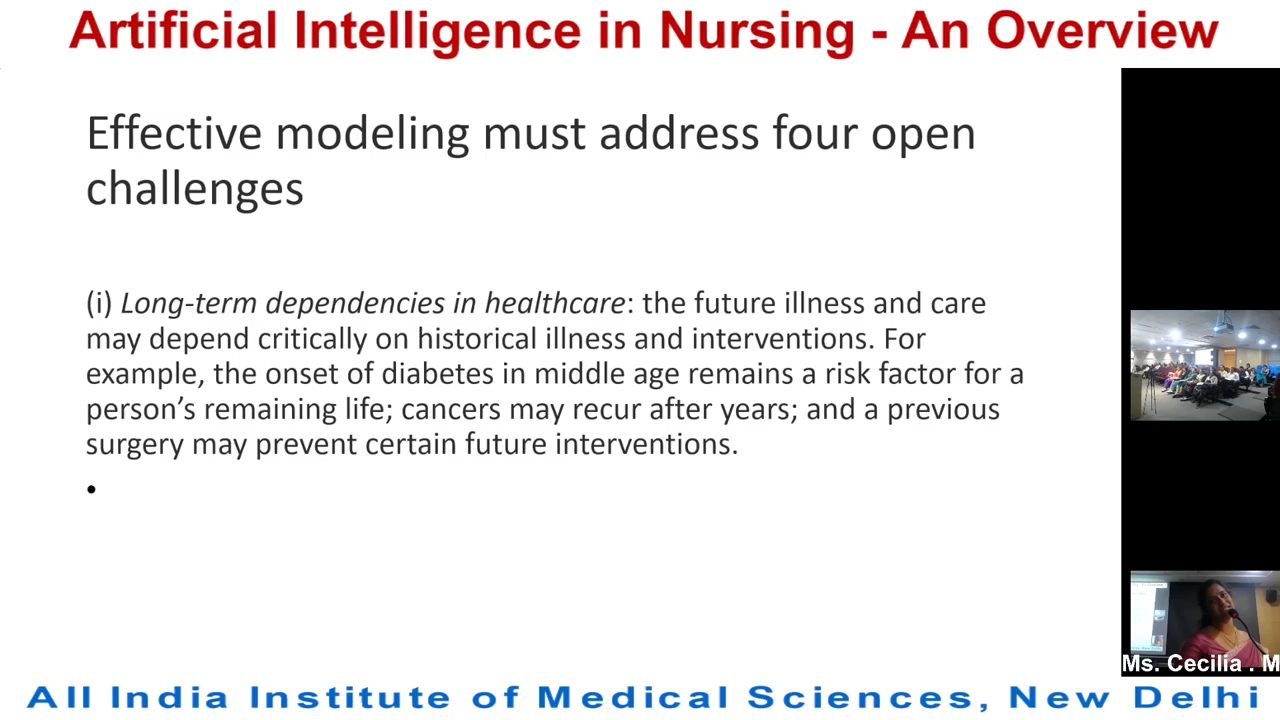 Artificial Intelligence in Nursing - An Overview
Effective modeling must address four open
challenges
(i) Long-term dependencies in healthcare: the future illness and care
may depend critically on historical illness and interventions. For
example, the onset of diabetes in middle age remains a risk factor for a
person’s remaining life; cancers may recur after years; and a previous
surgery may prevent certain future interventions.
•
Ms. Cecilia . M
All India Institute of Medical Sciences, New Delhi